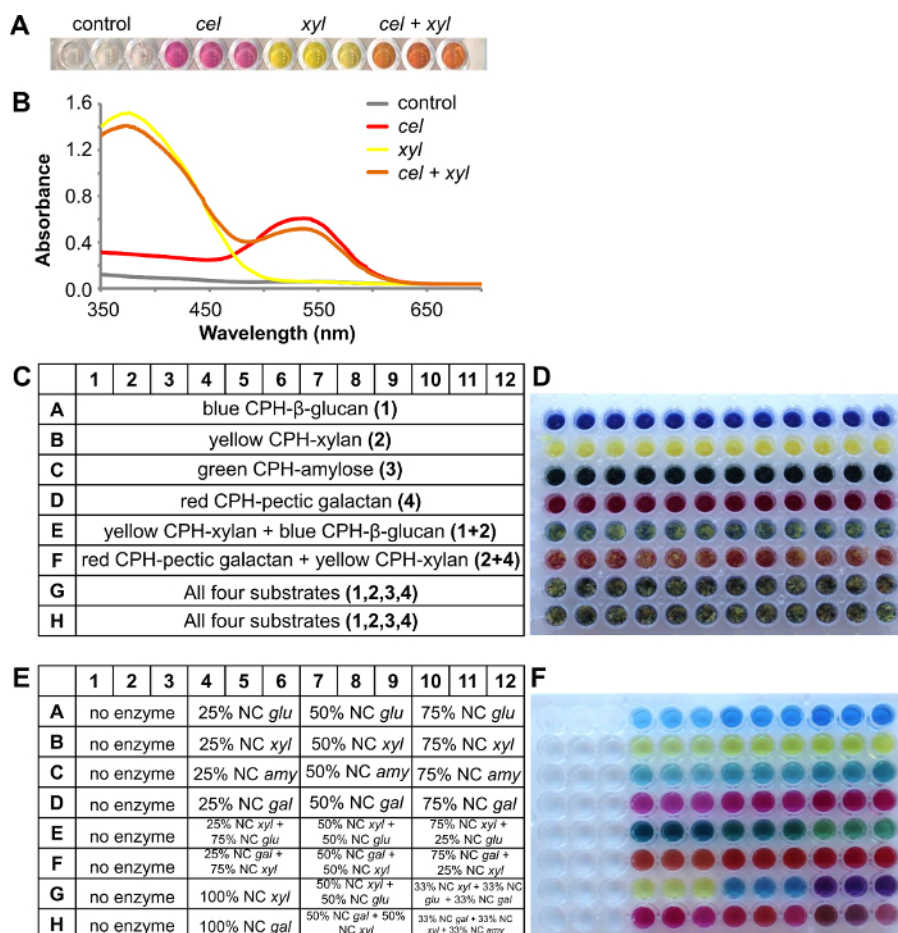 A
control cel xyl cel + xyl
B
1.6
1.2
0.8
0.4
0.0
Absorbance
350 450 550 650
Wavelength (nm)
control
cel
xyl
cel + xyl
C
1 2 3 4 5 6 7 8 9 10 11 12
A blue CPH-β-glucan (1)
B yellow CPH-xylan (2)
C green CPH-amylose (3)
D red CPH-pectic galactan (4)
E yellow CPH-xylan + blue CPH-β-glucan (1+2)
F red CPH-pectic galactan + yellow CPH-xylan (2+4)
G All four substrates (1,2,3,4)
H All four substrates (1,2,3,4)
D
E
1 2 3 4 5 6 7 8 9 10 11 12
A no enzyme 25% NC glu 50% NC glu 75% NC glu
B no enzyme 25% NC xyl 50% NC xyl 75% NC xyl
C no enzyme 25% NC amy 50% NC amy 75% NC amy
D no enzyme 25% NC gal 50% NC gal 75% NC gal
E no enzyme 25% NC xyl + 75% NC glu 50% NC xyl + 50% NC glu 75% NC xyl + 25% NC glu
F no enzyme 25% NC gal + 75% NC xyl 50% NC gal + 50% NC xyl 75% NC gal + 25% NC xyl
G no enzyme 100% NC xyl 50% NC xyl + 50% NC glu 33% NC xyl + 33% NC glu + 33% NC gal
H no enzyme 100% NC gal 50% NC gal + 50% NC xyl 33% NC gal + 33% NC xyl + 33% NC amy
F